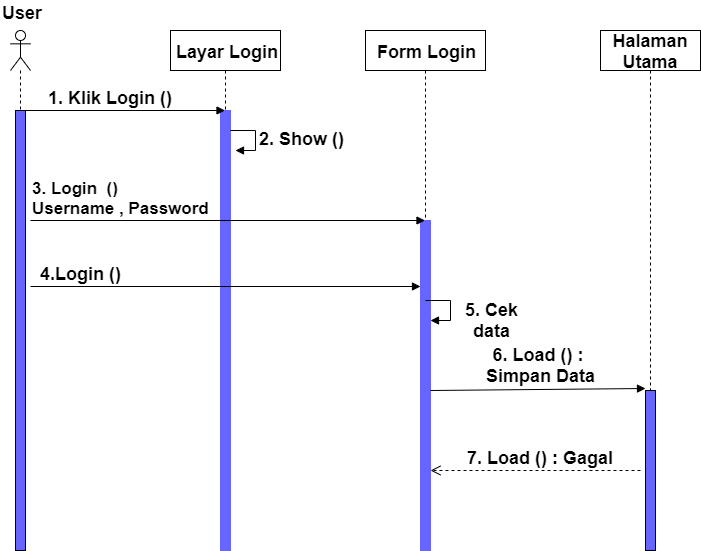 User
Layar Login
Form Login
Halaman
Utama
1. Klik Login ()
2. Show ()
3. Login ()
Username , Password
4.Login ()
5. Cek
data
6. Load () :
Simpan Data
7. Load () : Gagal